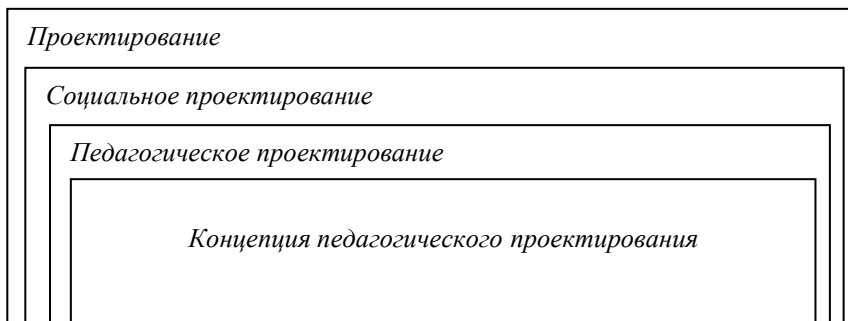 Проектирование
Социальное проектирование
Педагогическое проектирование
Концепция педагогического проектирования